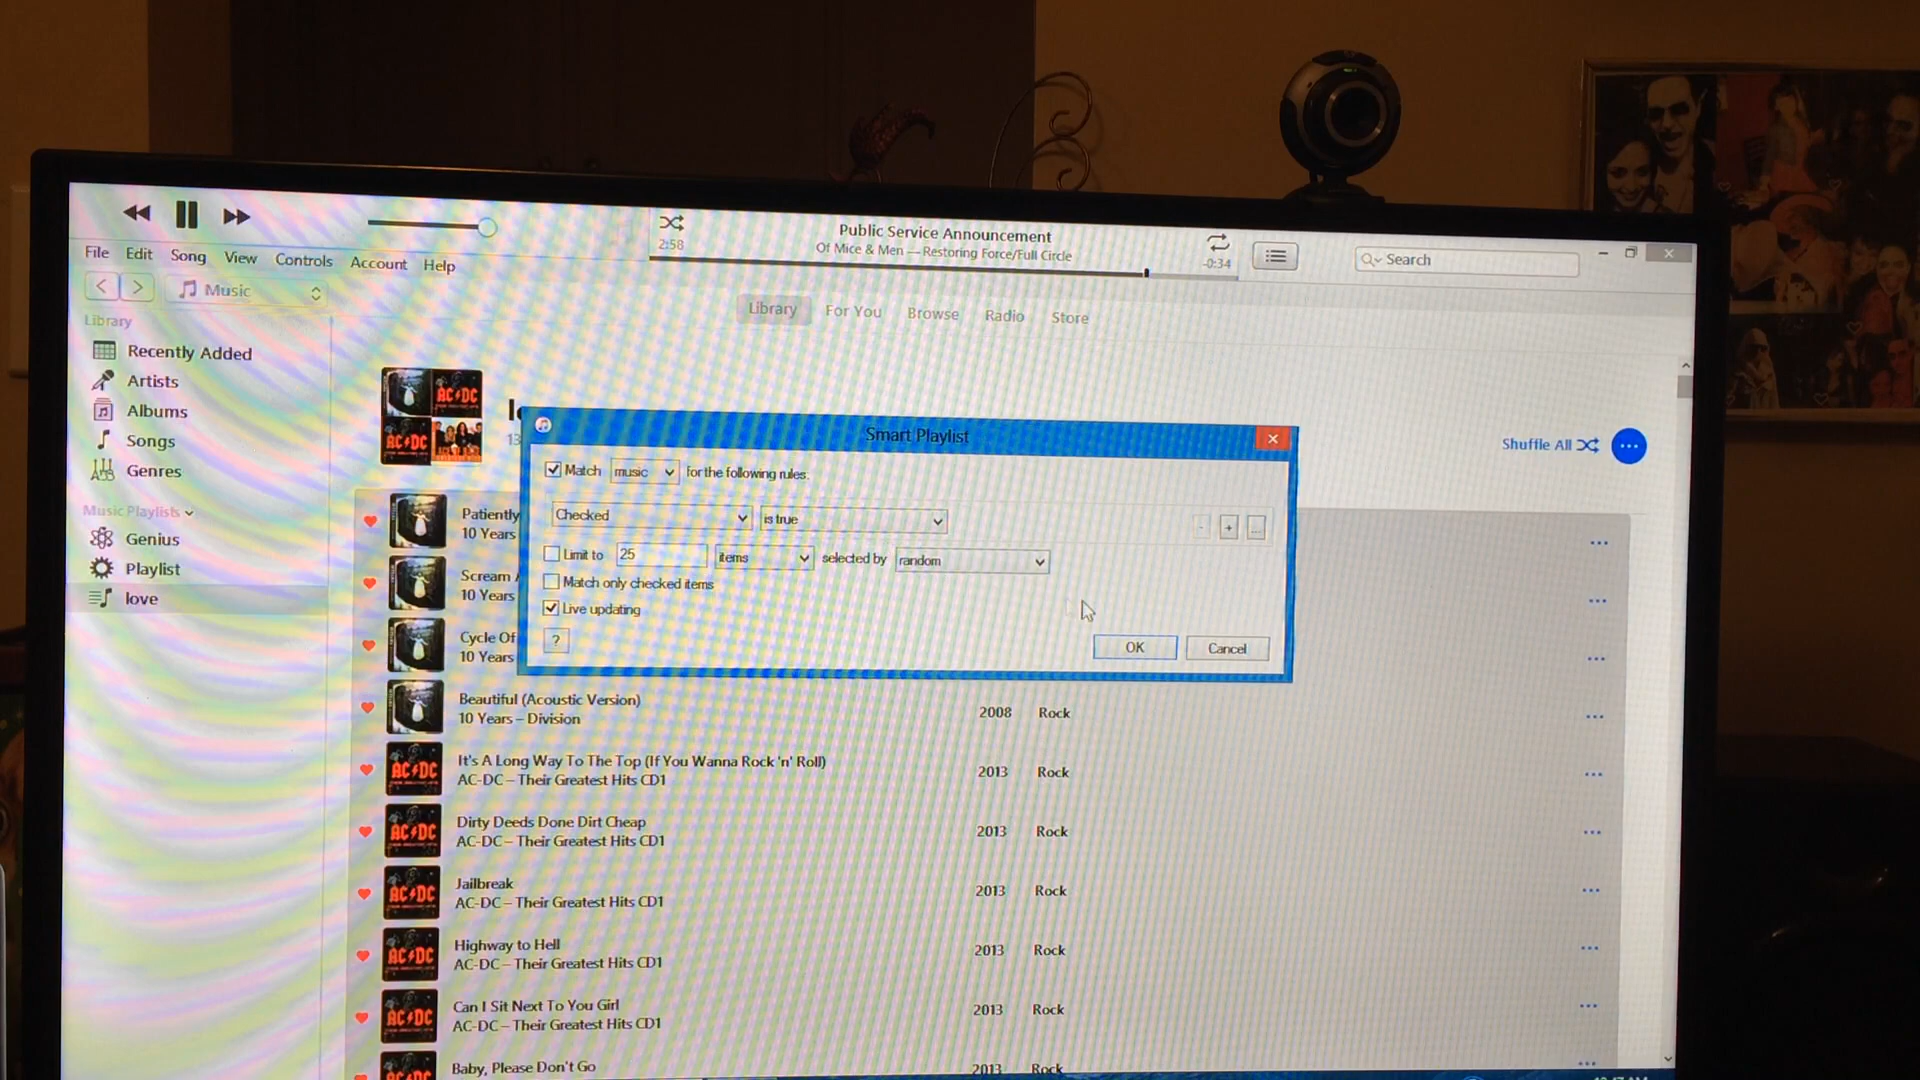 Public Service Announcement
Of Mice & Men — Restoring Force/Full Circle
2:58
-0:34
Search
File Edit Song View Controls Account Help
Music
Library For You Browse Radio Store
Library
Recently Added
Artists
Albums
Songs
Genres
Music Playlists
Genius
Playlist
love
Shuffle All
Smart Playlist
Match music for the following rules:
Checked is true
Limit to 25 items selected by random
Match only checked items
Live updating
?
OK Cancel
Patiently
10 Years
Scream
10 Years
Cycle Of
10 Years
Beautiful (Acoustic Version)
10 Years – Division
2008 Rock
It's A Long Way To The Top (If You Wanna Rock 'n' Roll)
AC-DC – Their Greatest Hits CD1
2013 Rock
Dirty Deeds Done Dirt Cheap
AC-DC – Their Greatest Hits CD1
2013 Rock
Jailbreak
AC-DC – Their Greatest Hits CD1
2013 Rock
Highway to Hell
AC-DC – Their Greatest Hits CD1
2013 Rock
Can I Sit Next To You Girl
AC-DC – Their Greatest Hits CD1
2013 Rock
Baby, Please Don't Go
2013 Rock